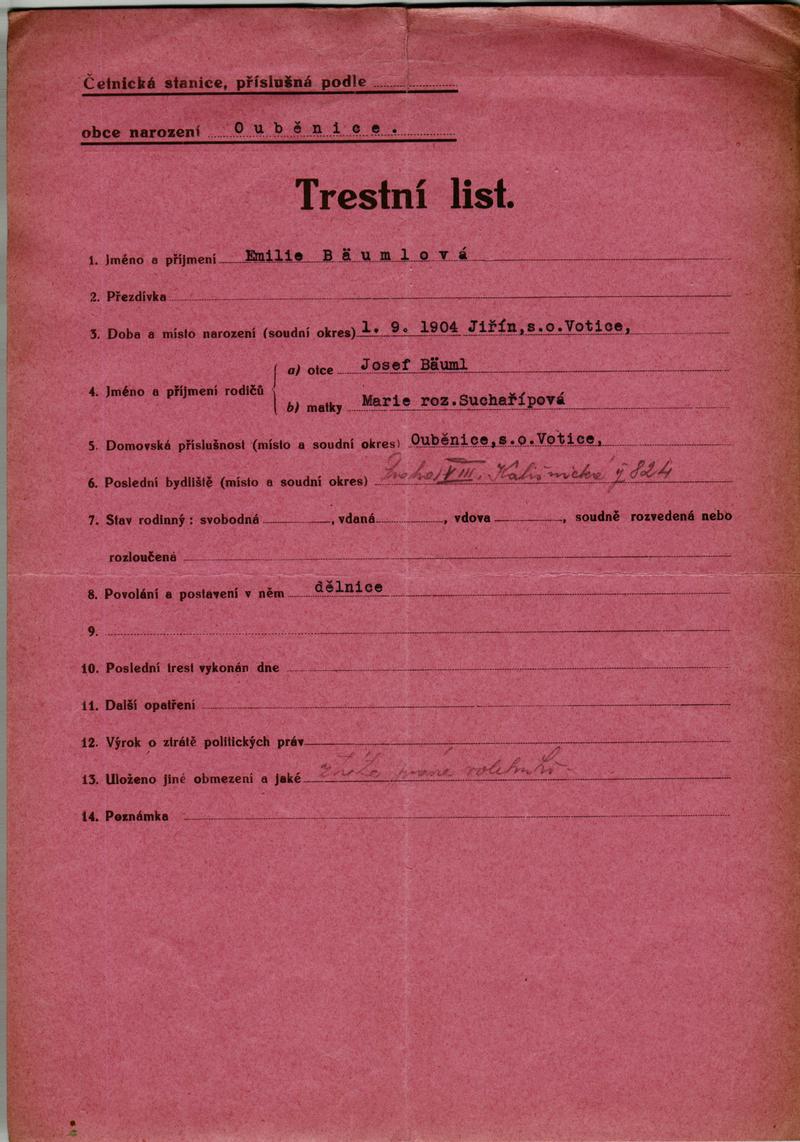 Četnická stanice, příslušná podle
obce narození Ouběnice.
Trestní list.
1. Jméno a příjmení Emilie Bäumlová
2. Přezdívka
3. Doba a místo narození (soudní okres) 1. 9. 1904 Jiřín,s.o.Votice,
4. Jméno a příjmení rodičů
a) otce Josef Bäuml
b) matky Marie roz.Suchařípová
5. Domovská příslušnost (místo a soudní okres) Ouběnice,s.o.Votice,
6. Poslední bydliště (místo a soudní okres) Praha VIII. 824
7. Stav rodinný: svobodná, vdaná, vdova, soudně rozvedená nebo
rozloučená
8. Povolání a postavení v něm dělnice
9.
10. Poslední trest vykonán dne
11. Další opatření
12. Výrok o ztrátě politických práv
13. Uloženo jiné obmezení a jaké ztráta práva
14. Poznámka